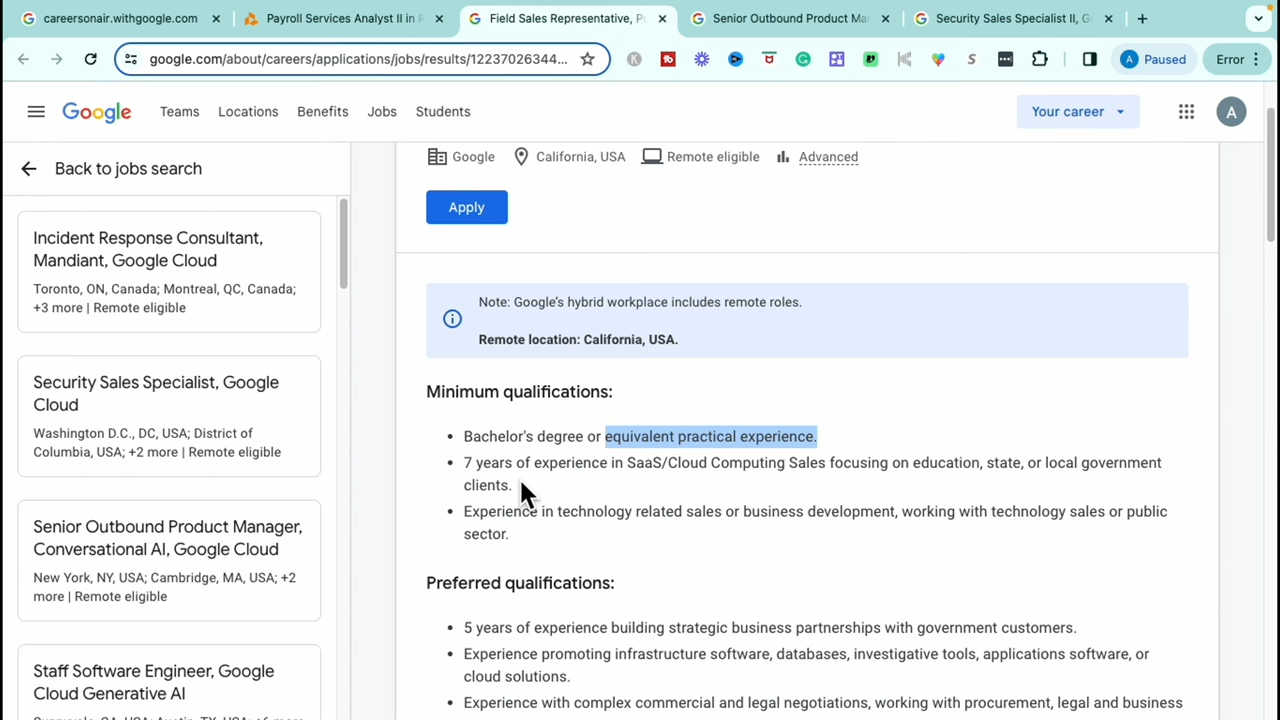 careersonair.withgoogle.com
Payroll Services Analyst II in R
Field Sales Representative, P
Senior Outbound Product Ma
Security Sales Specialist II, G
google.com/about/careers/applications/jobs/results/12237026344...
Paused
Error
Google
Teams
Locations
Benefits
Jobs
Students
Your career
A
Back to jobs search
Incident Response Consultant,
Mandiant, Google Cloud
Toronto, ON, Canada; Montreal, QC, Canada;
+3 more | Remote eligible
Security Sales Specialist, Google
Cloud
Washington D.C., DC, USA; District of
Columbia, USA; +2 more | Remote eligible
Senior Outbound Product Manager,
Conversational AI, Google Cloud
New York, NY, USA; Cambridge, MA, USA; +2
more | Remote eligible
Staff Software Engineer, Google
Cloud Generative AI
Google
California, USA
Remote eligible
Advanced
Apply
Note: Google's hybrid workplace includes remote roles.
Remote location: California, USA.
Minimum qualifications:
Bachelor's degree or equivalent practical experience.
7 years of experience in SaaS/Cloud Computing Sales focusing on education, state, or local government
clients.
Experience in technology related sales or business development, working with technology sales or public
sector.
Preferred qualifications:
5 years of experience building strategic business partnerships with government customers.
Experience promoting infrastructure software, databases, investigative tools, applications software, or
cloud solutions.
Experience with complex commercial and legal negotiations, working with procurement, legal and business